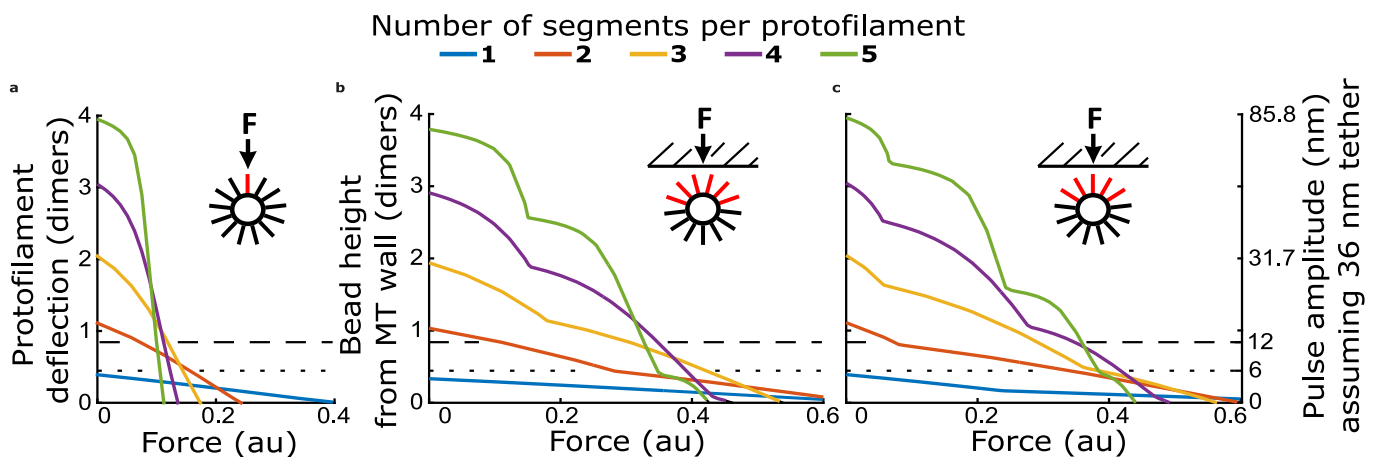 Number of segments per protofilament
1 2 3 4 5
a b c
Protofilament
deflection (dimers)
4
3
2
1
0
0 0.2 0.4
Force (au)
F
Bead height
from MT wall (dimers)
4
3
2
1
0
0 0.2 0.4 0.6
Force (au)
F
0 0.2 0.4 0.6
Force (au)
F
85.8
31.7
12
6
0
Pulse amplitude (nm)
assuming 36 nm tether